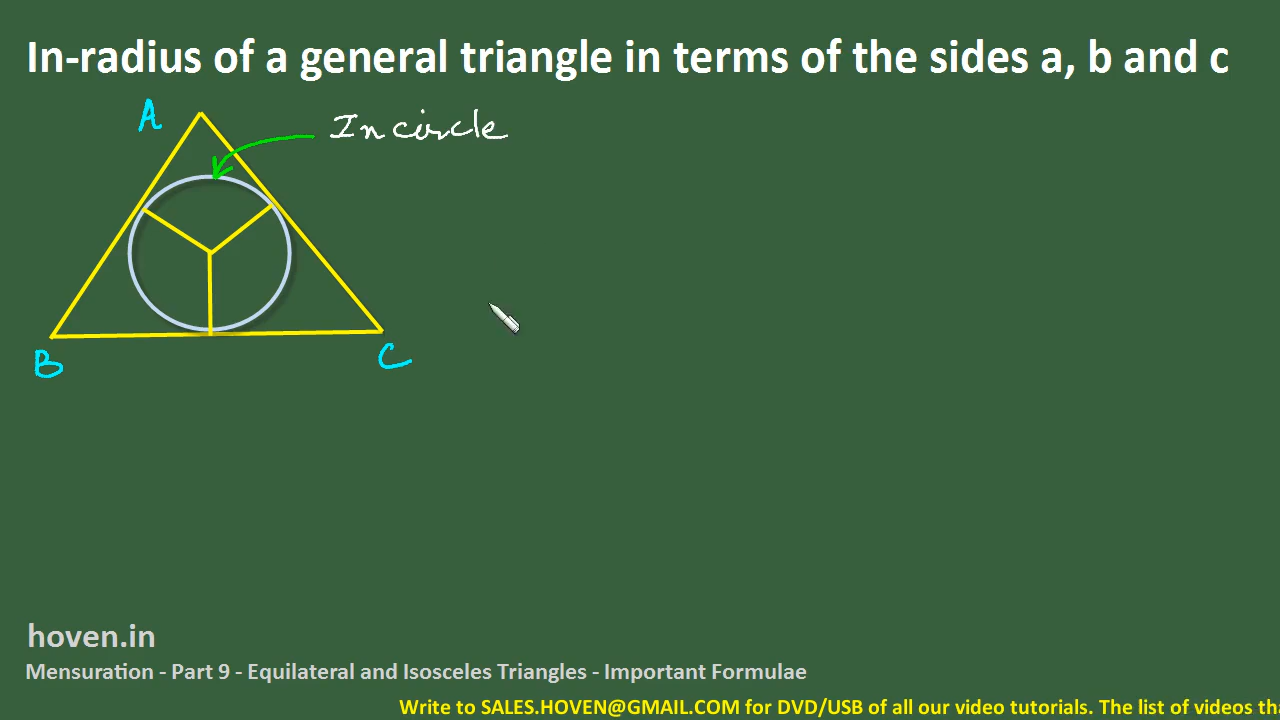 In-radius of a general triangle in terms of the sides a, b and c
A
Incircle
B
C
hoven.in
Mensuration - Part 9 - Equilateral and Isosceles Triangles - Important Formulae
Write to SALES.HOVEN@GMAIL.COM for DVD/USB of all our video tutorials. The list of videos